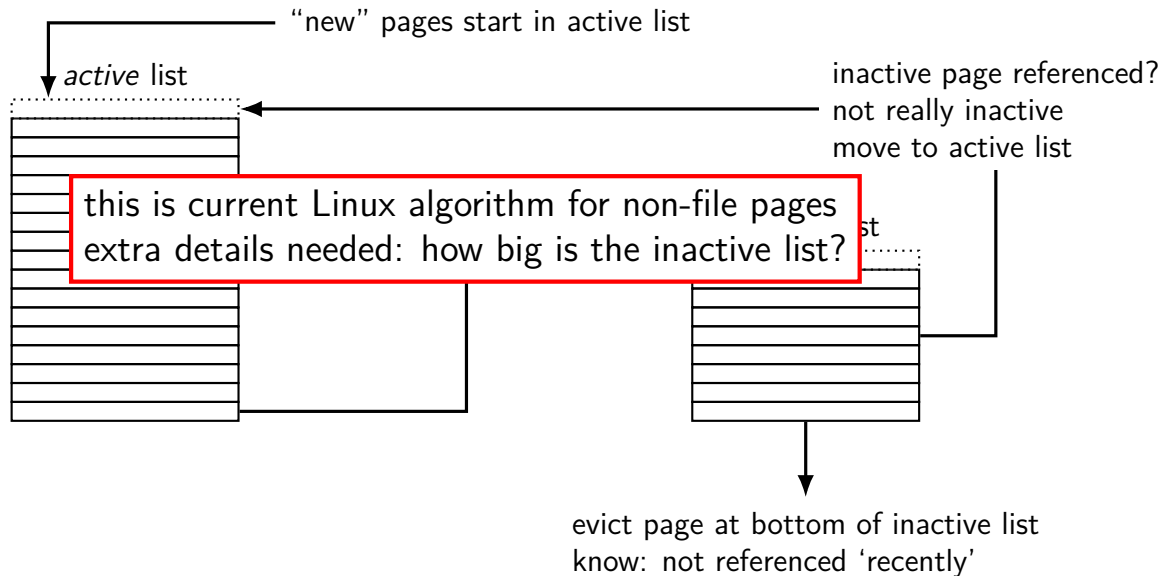 “new” pages start in active list
active list
inactive page referenced?
not really inactive
move to active list
this is current Linux algorithm for non-file pages
extra details needed: how big is the inactive list?
evict page at bottom of inactive list
know: not referenced ‘recently’